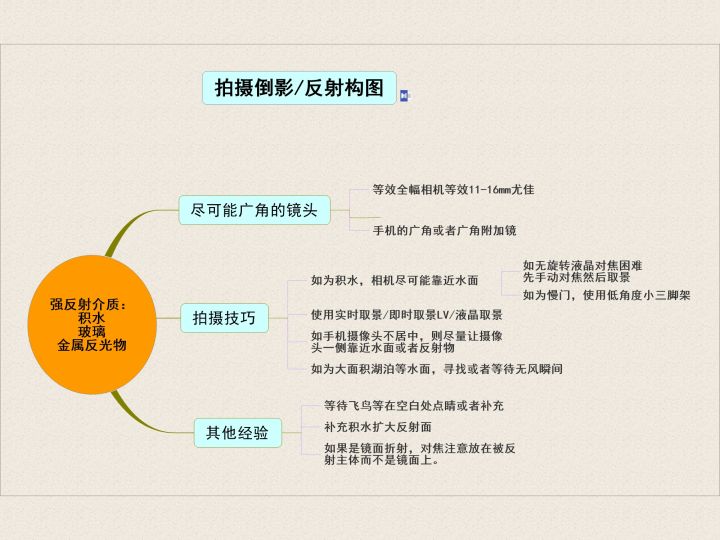 拍摄倒影/反射构图
强反射介质：
积水
玻璃
金属反光物
尽可能广角的镜头
等效全幅相机等效11-16mm尤佳
手机的广角或者广角附加镜
拍摄技巧
如为积水，相机尽可能靠近水面
如无旋转液晶对焦困难
先手动对焦然后取景
如为慢门，使用低角度小三脚架
使用实时取景/即时取景LV/液晶取景
如手机摄像头不居中，则尽量让摄像
头一侧靠近水面或者反射物
如为大面积湖泊等水面，寻找或者等待无风瞬间
其他经验
等待飞鸟等在空白处点睛或者补充
补充积水扩大反射面
如果是镜面折射，对焦注意放在被反
射主体而不是镜面上。